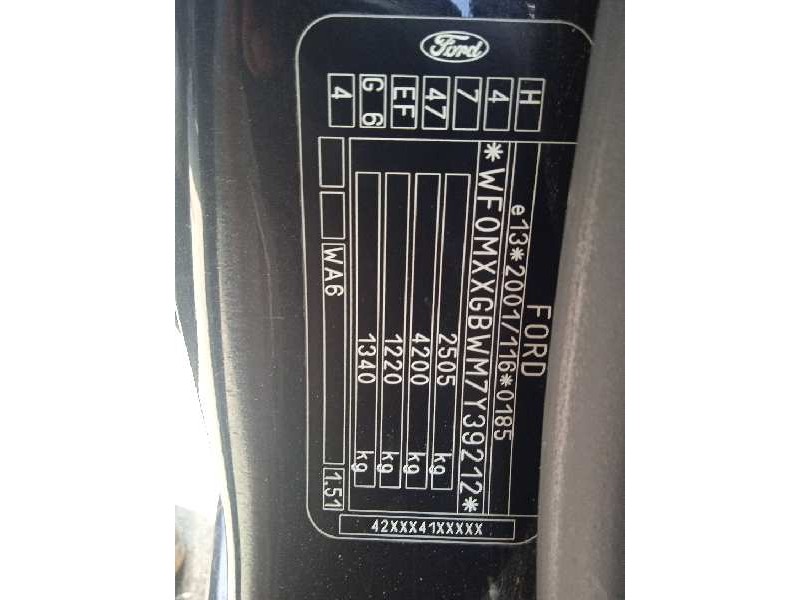 Ford
FORD
e13*2001/116*0185
*WF0MXXGBWM7Y39212*
2505 kg
4200 kg
1220 kg
1340 kg
WA6 1.51
H
4
7
47
EF
G 6
4
42XXX41XXXXX